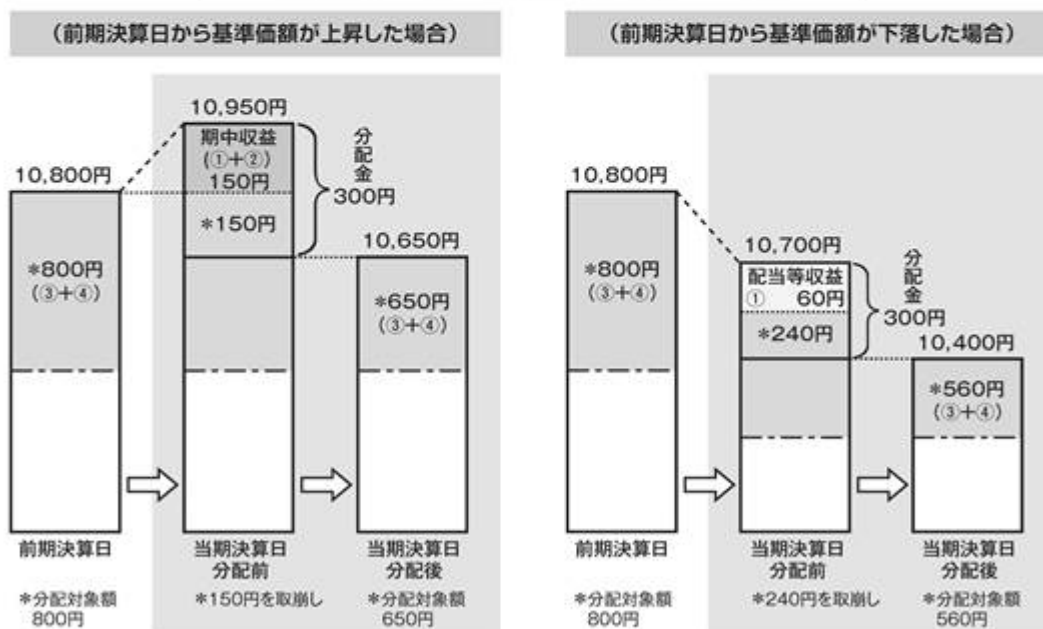 (前期決算日から基準価額が上昇した場合)
10,950円
期中収益
(①+②)
150円
*150円
分配金
300円
10,800円
*800円
(③+④)
10,650円
*650円
(③+④)
前期決算日
当期決算日
分配前
当期決算日
分配後
*分配対象額
800円
*150円を取崩し
*分配対象額
650円
(前期決算日から基準価額が下落した場合)
10,800円
*800円
(③+④)
10,700円
配当等収益
① 60円
*240円
分配金
300円
10,400円
*560円
(③+④)
前期決算日
当期決算日
分配前
当期決算日
分配後
*分配対象額
800円
*240円を取崩し
*分配対象額
560円